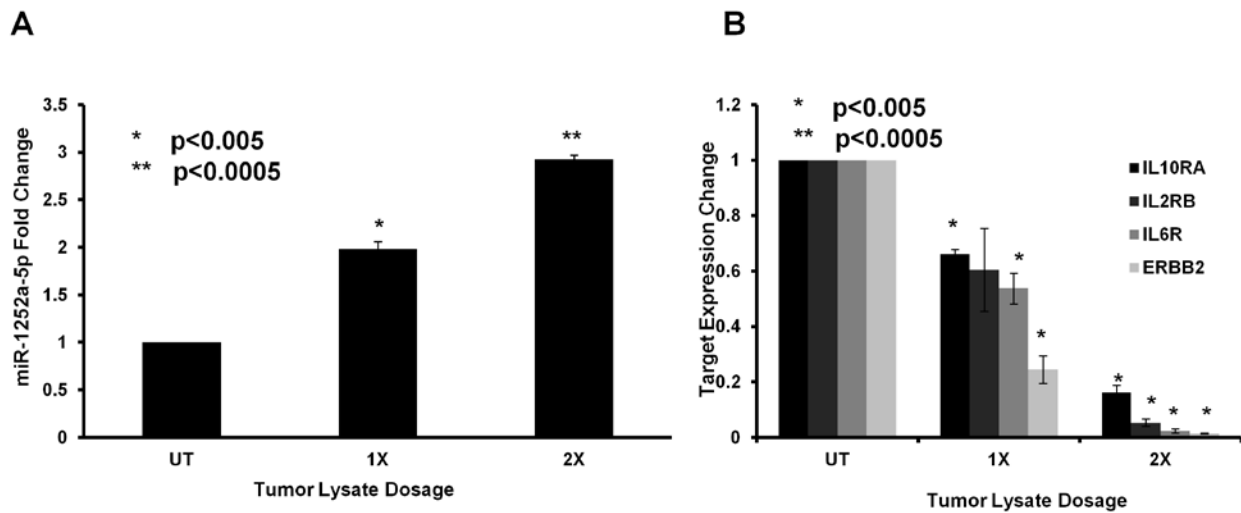 A
miR-1252a-5p Fold Change
3.5
3
2.5
2
1.5
1
0.5
0
* p<0.005
** p<0.0005
*
**
UT 1X 2X
Tumor Lysate Dosage
B
Target Expression Change
1.2
1
0.8
0.6
0.4
0.2
0
* p<0.005
** p<0.0005
IL10RA
IL2RB
IL6R
ERBB2
* * *
* * * *
UT 1X 2X
Tumor Lysate Dosage